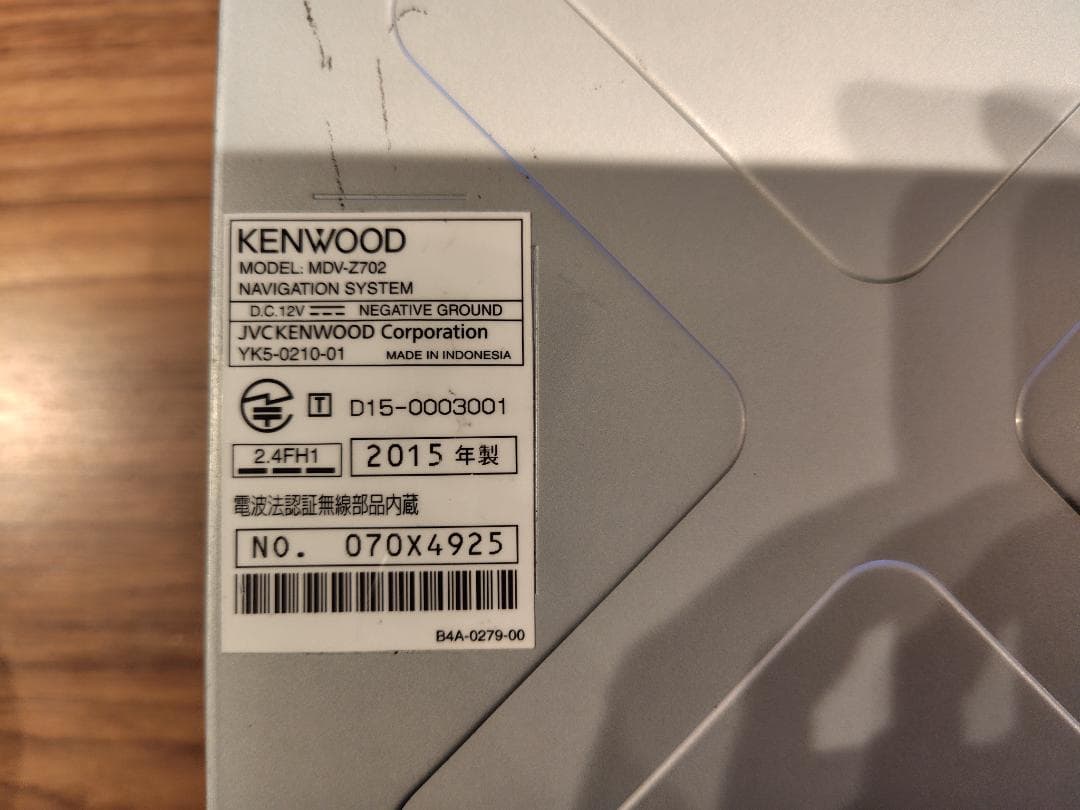 KENWOOD
MODEL: MDV-Z702
NAVIGATION SYSTEM
D.C.12V NEGATIVE GROUND
JVCKENWOOD Corporation
YK5-0210-01 MADE IN INDONESIA
T D15-0003001
2.4FH1 2015 年製
電波法認証無線部品内蔵
NO. 070X4925
B4A-0279-00